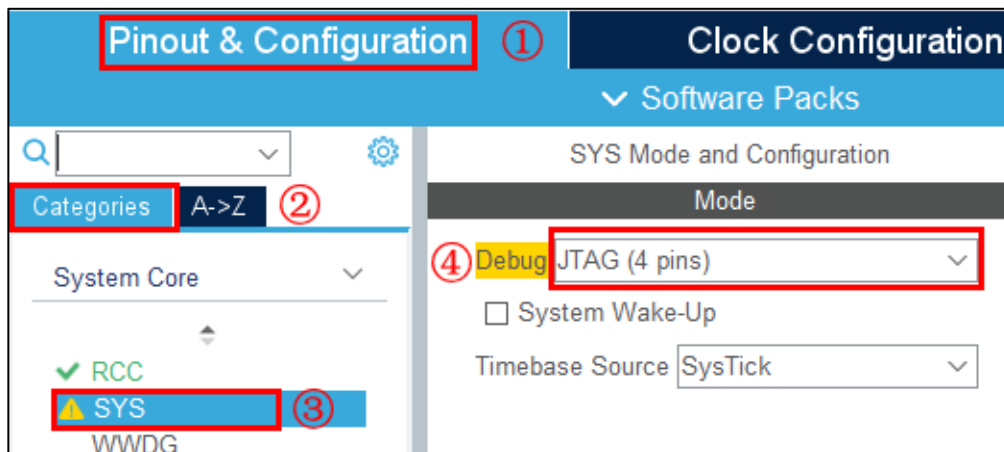 Pinout & Configuration ① Clock Configuration
Software Packs
SYS Mode and Configuration
Categories A->Z ② Mode
System Core
④ Debug JTAG (4 pins)
System Wake-Up
RCC
Timebase Source SysTick
SYS ③
WWDG